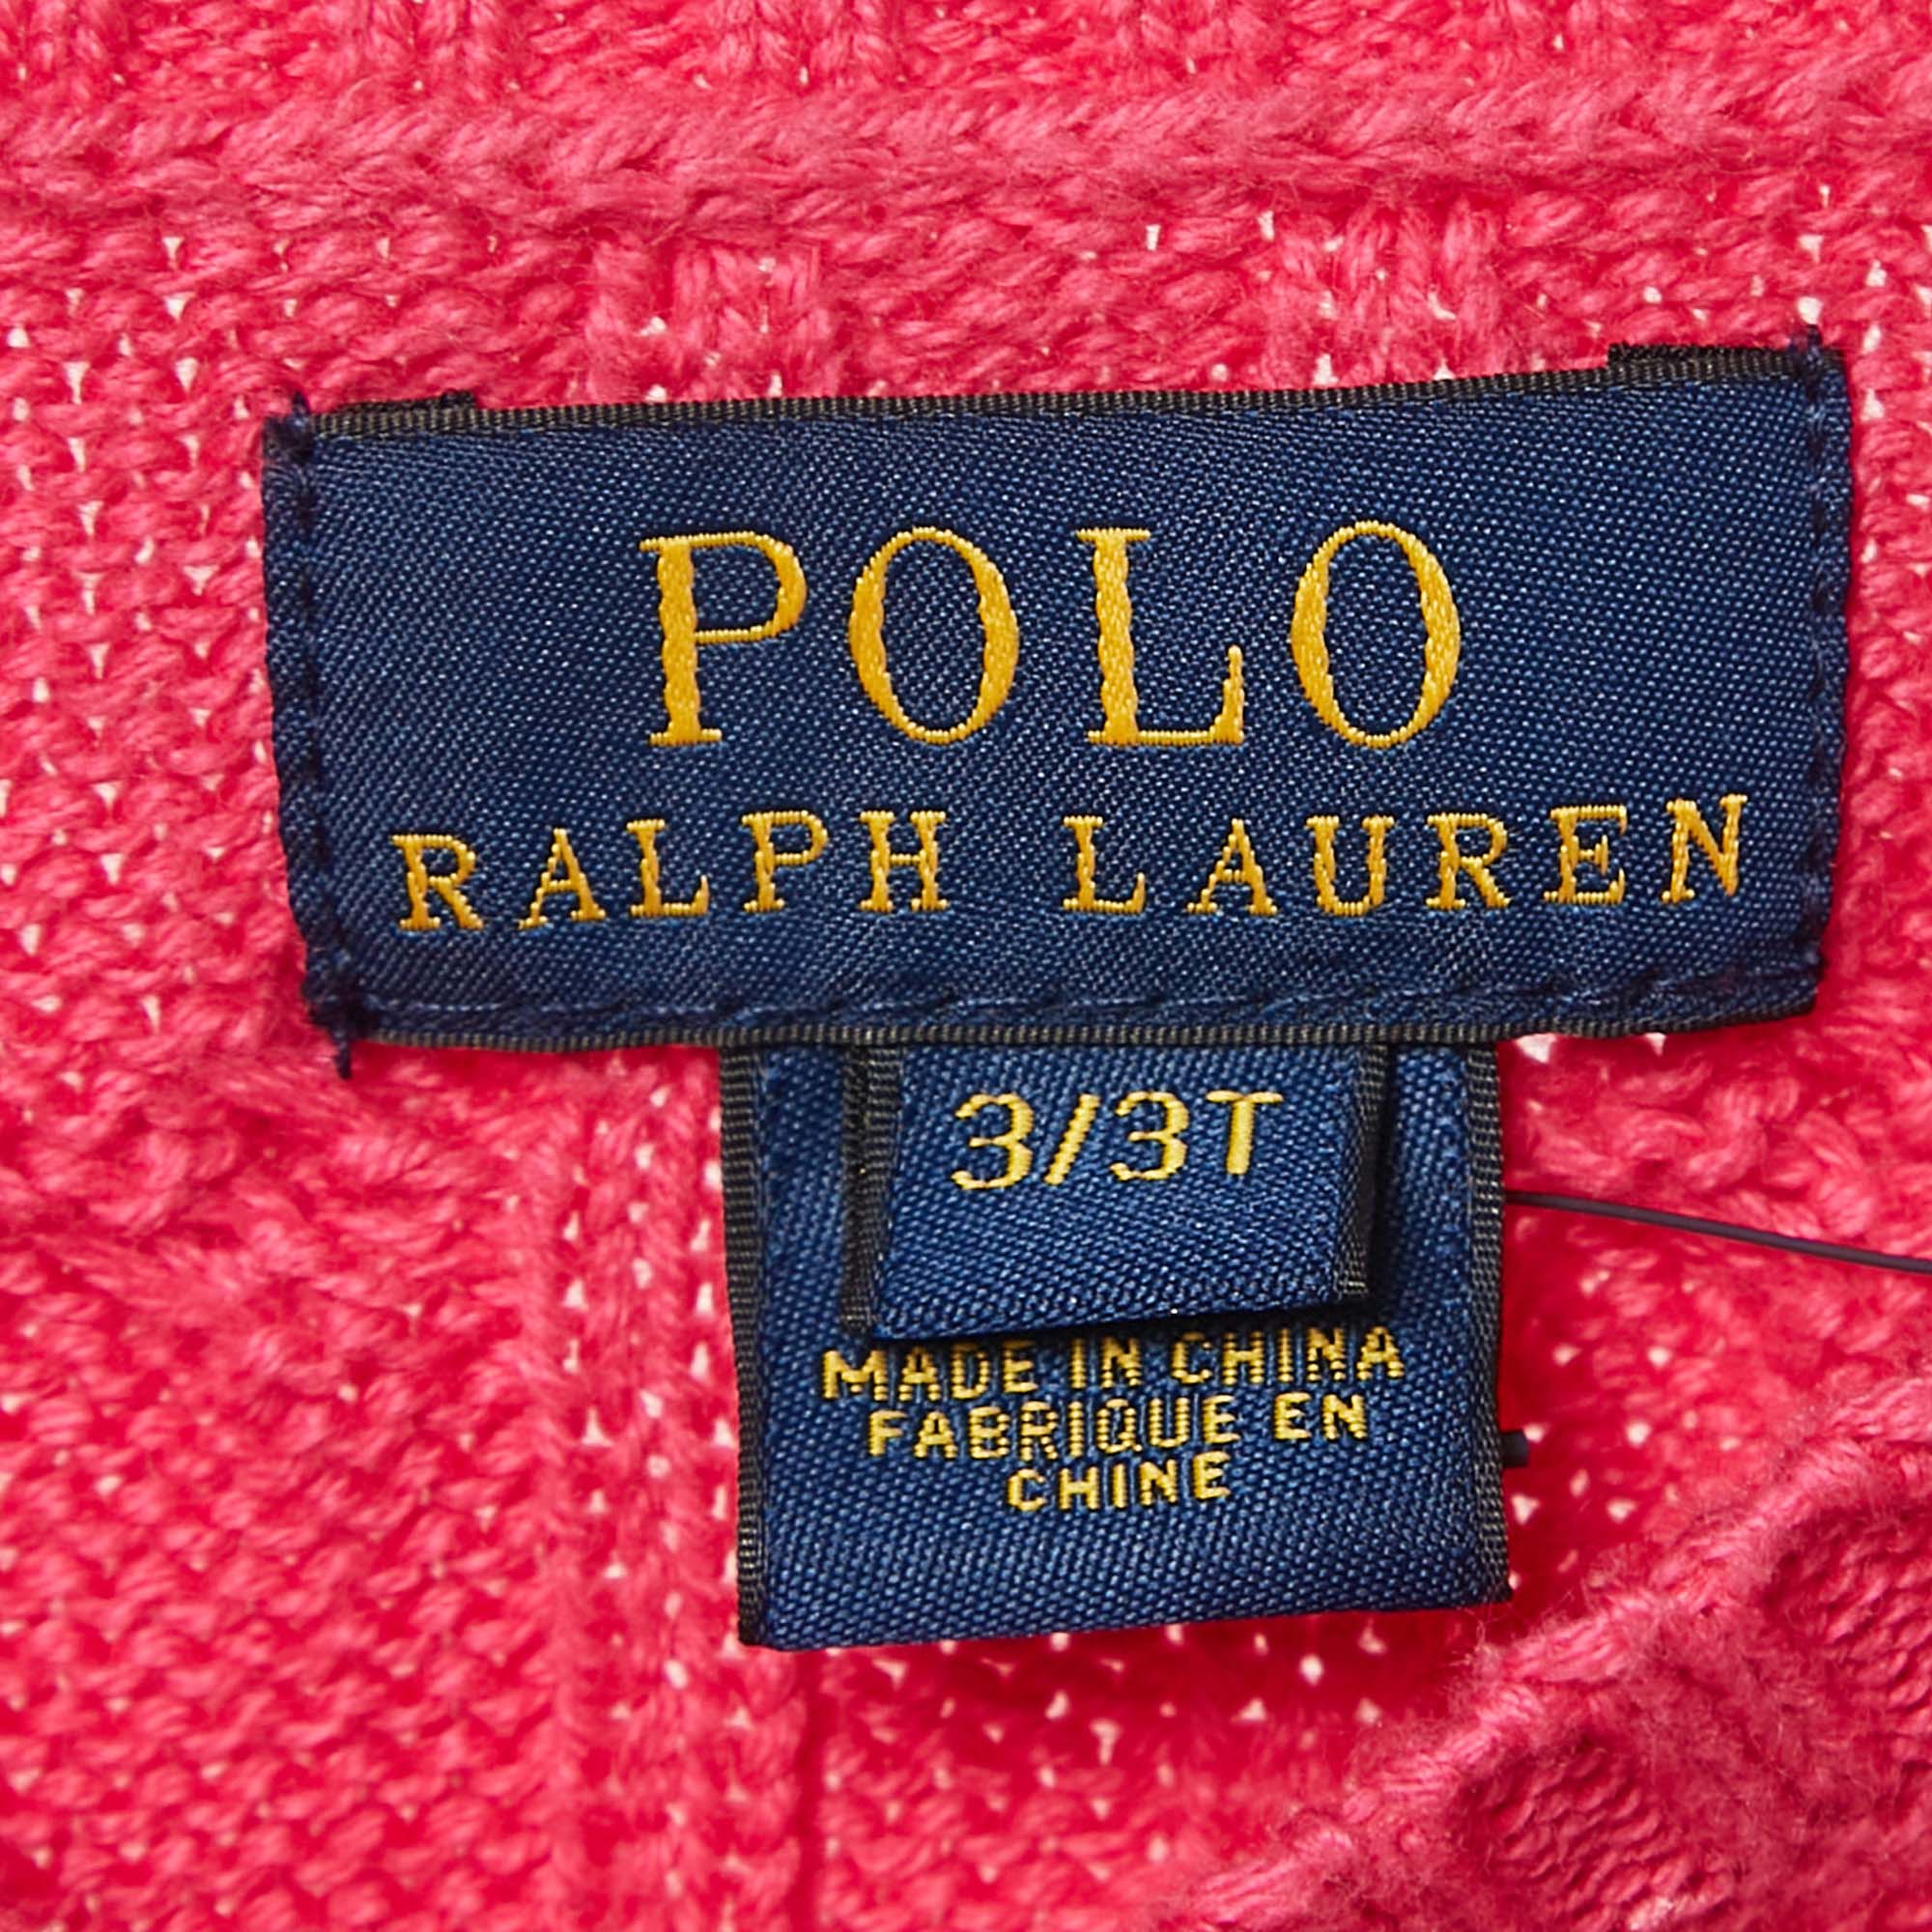 POLO
RALPH LAUREN
3/3T
MADE IN CHINA
FABRIQUE EN
CHINE